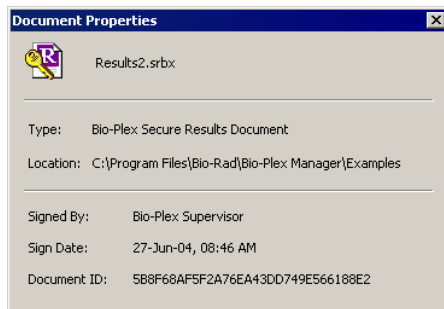 Document Properties
Results2.srbx
Type: Bio-Plex Secure Results Document
Location: C:\Program Files\Bio-Rad\Bio-Plex Manager\Examples
Signed By: Bio-Plex Supervisor
Sign Date: 27-Jun-04, 08:46 AM
Document ID: 5B8F68AF5F2A76EA43DD749E566188E2